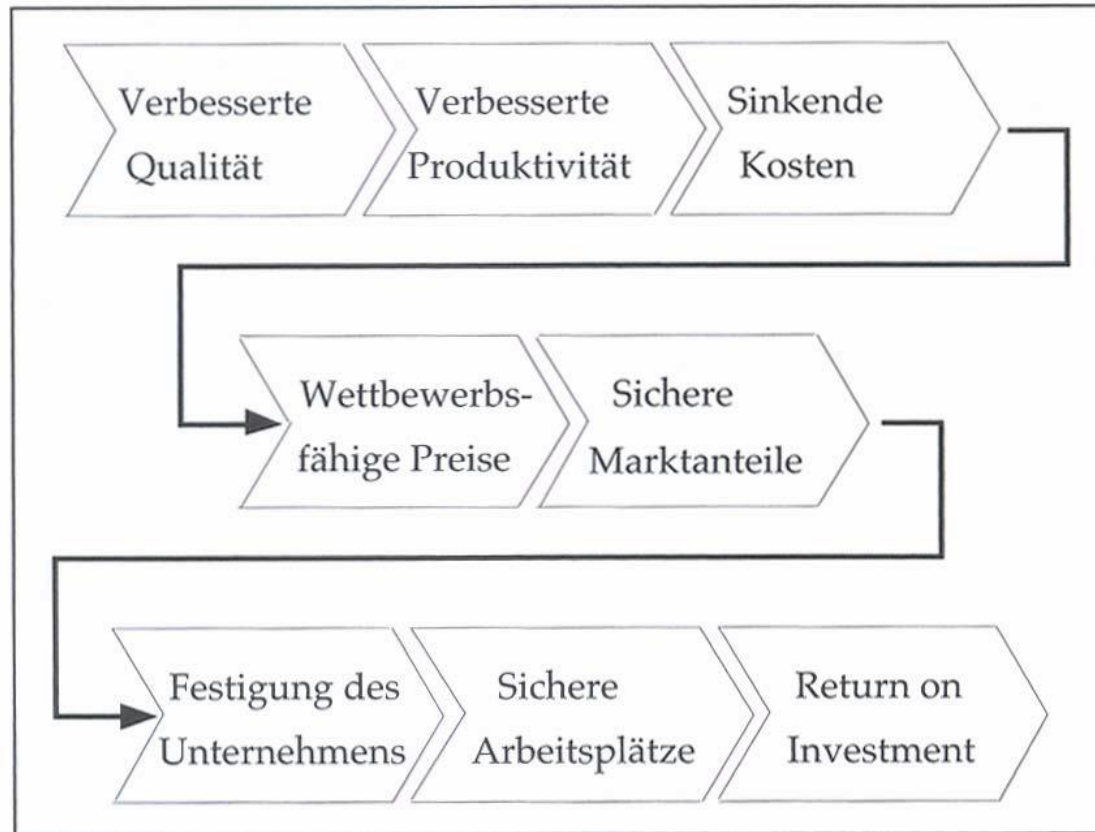 Verbesserte
Qualität
Verbesserte
Produktivität
Sinkende
Kosten
Wettbewerbs-
fähige Preise
Sichere
Marktanteile
Festigung des
Unternehmens
Sichere
Arbeitsplätze
Return on
Investment